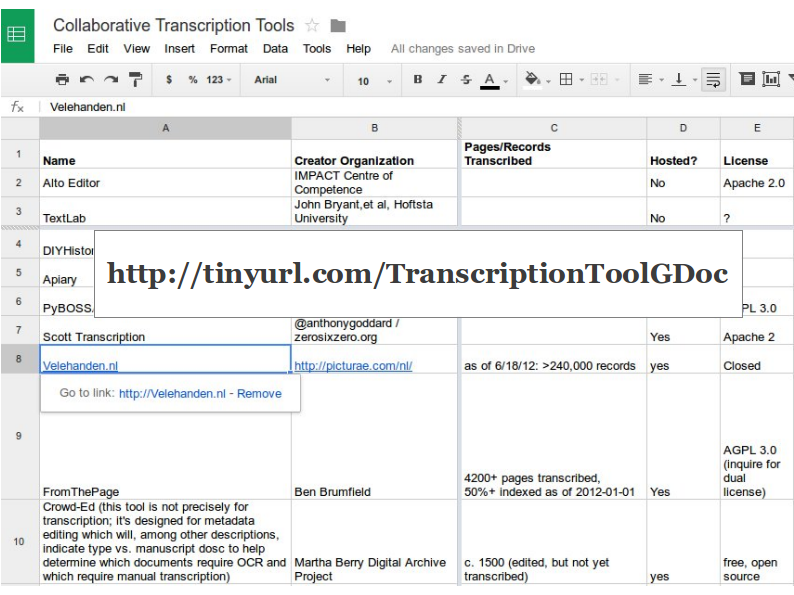 Collaborative Transcription Tools
File Edit View Insert Format Data Tools Help All changes saved in Drive
$ % 123 Arial 10 B I S A
fx Velehanden.nl
A B C D E
1 Name Creator Organization Pages/Records Transcribed Hosted? License
2 Alto Editor IMPACT Centre of Competence No Apache 2.0
3 TextLab John Bryant,et al, Hoftsta University No ?
4 DIYHistor
http://tinyurl.com/TranscriptionToolGDoc
5 Apiary
6 PyBOSS PL 3.0
7 Scott Transcription @anthonygoddard / zerosixzero.org Yes Apache 2
8 Velehanden.nl http://picturae.com/nl/ as of 6/18/12: >240,000 records yes Closed
Go to link: http://Velehanden.nl - Remove
9 FromThePage Ben Brumfield 4200+ pages transcribed, 50%+ indexed as of 2012-01-01 Yes AGPL 3.0 (inquire for dual license)
10 Crowd-Ed (this tool is not precisely for
transcription; it's designed for metadata
editing which will, among other descriptions,
indicate type vs. manuscript dosc to help
determine which documents require OCR and
which require manual transcription) Martha Berry Digital Archive Project c. 1500 (edited, but not yet transcribed) yes free, open source